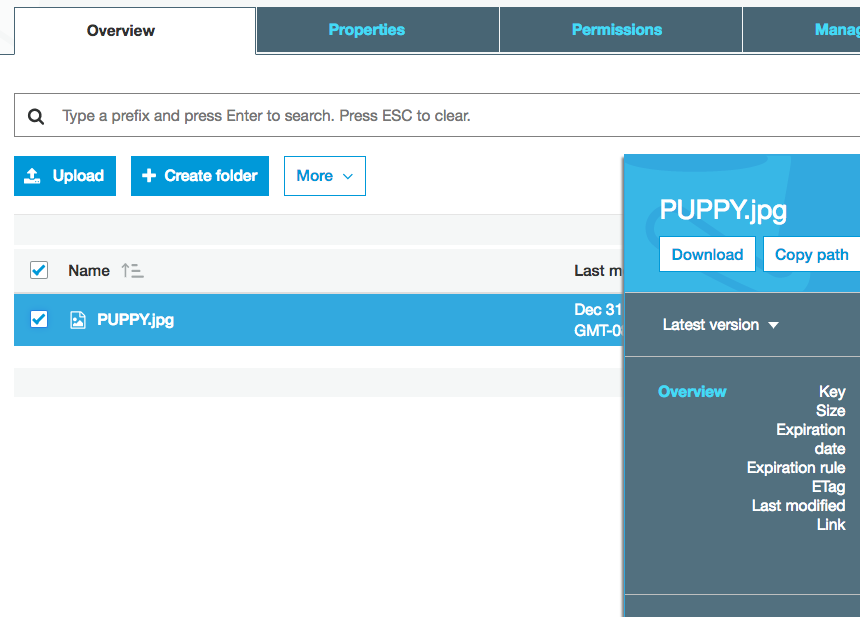 Overview Properties Permissions Manag
Type a prefix and press Enter to search. Press ESC to clear.
Upload Create folder More
Name Last m
PUPPY.jpg Dec 31
GMT-0
PUPPY.jpg
Download Copy path
Latest version
Overview Key
Size
Expiration
date
Expiration rule
ETag
Last modified
Link